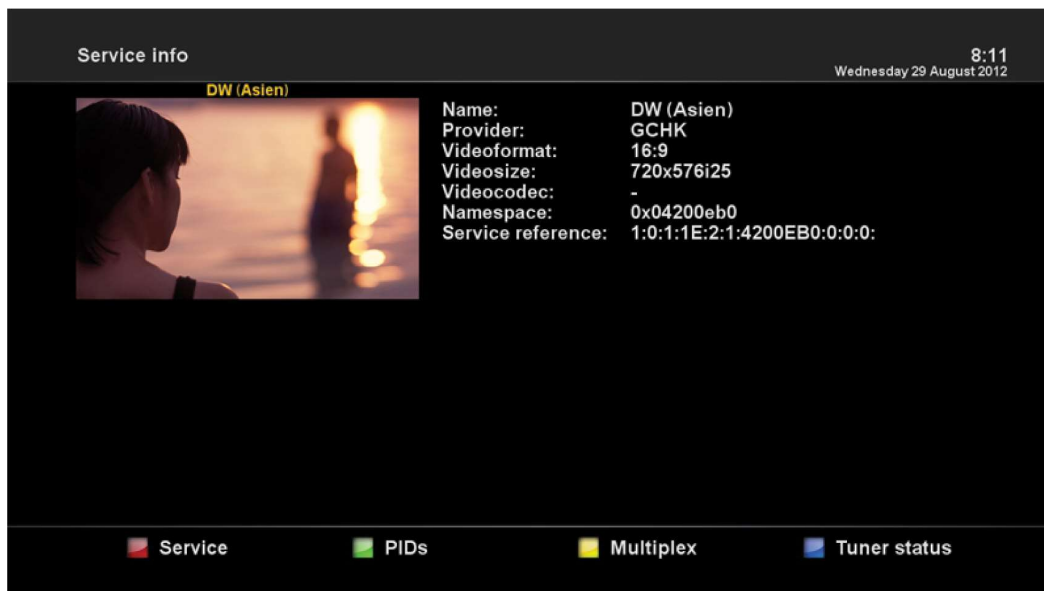 Service info
8:11
Wednesday 29 August 2012
DW (Asien)
Name: DW (Asien)
Provider: GCHK
Videoformat: 16:9
Videosize: 720x576i25
Videocodec: -
Namespace: 0x04200eb0
Service reference: 1:0:1:1E:2:1:4200EB0:0:0:0:
Service PIDs Multiplex Tuner status